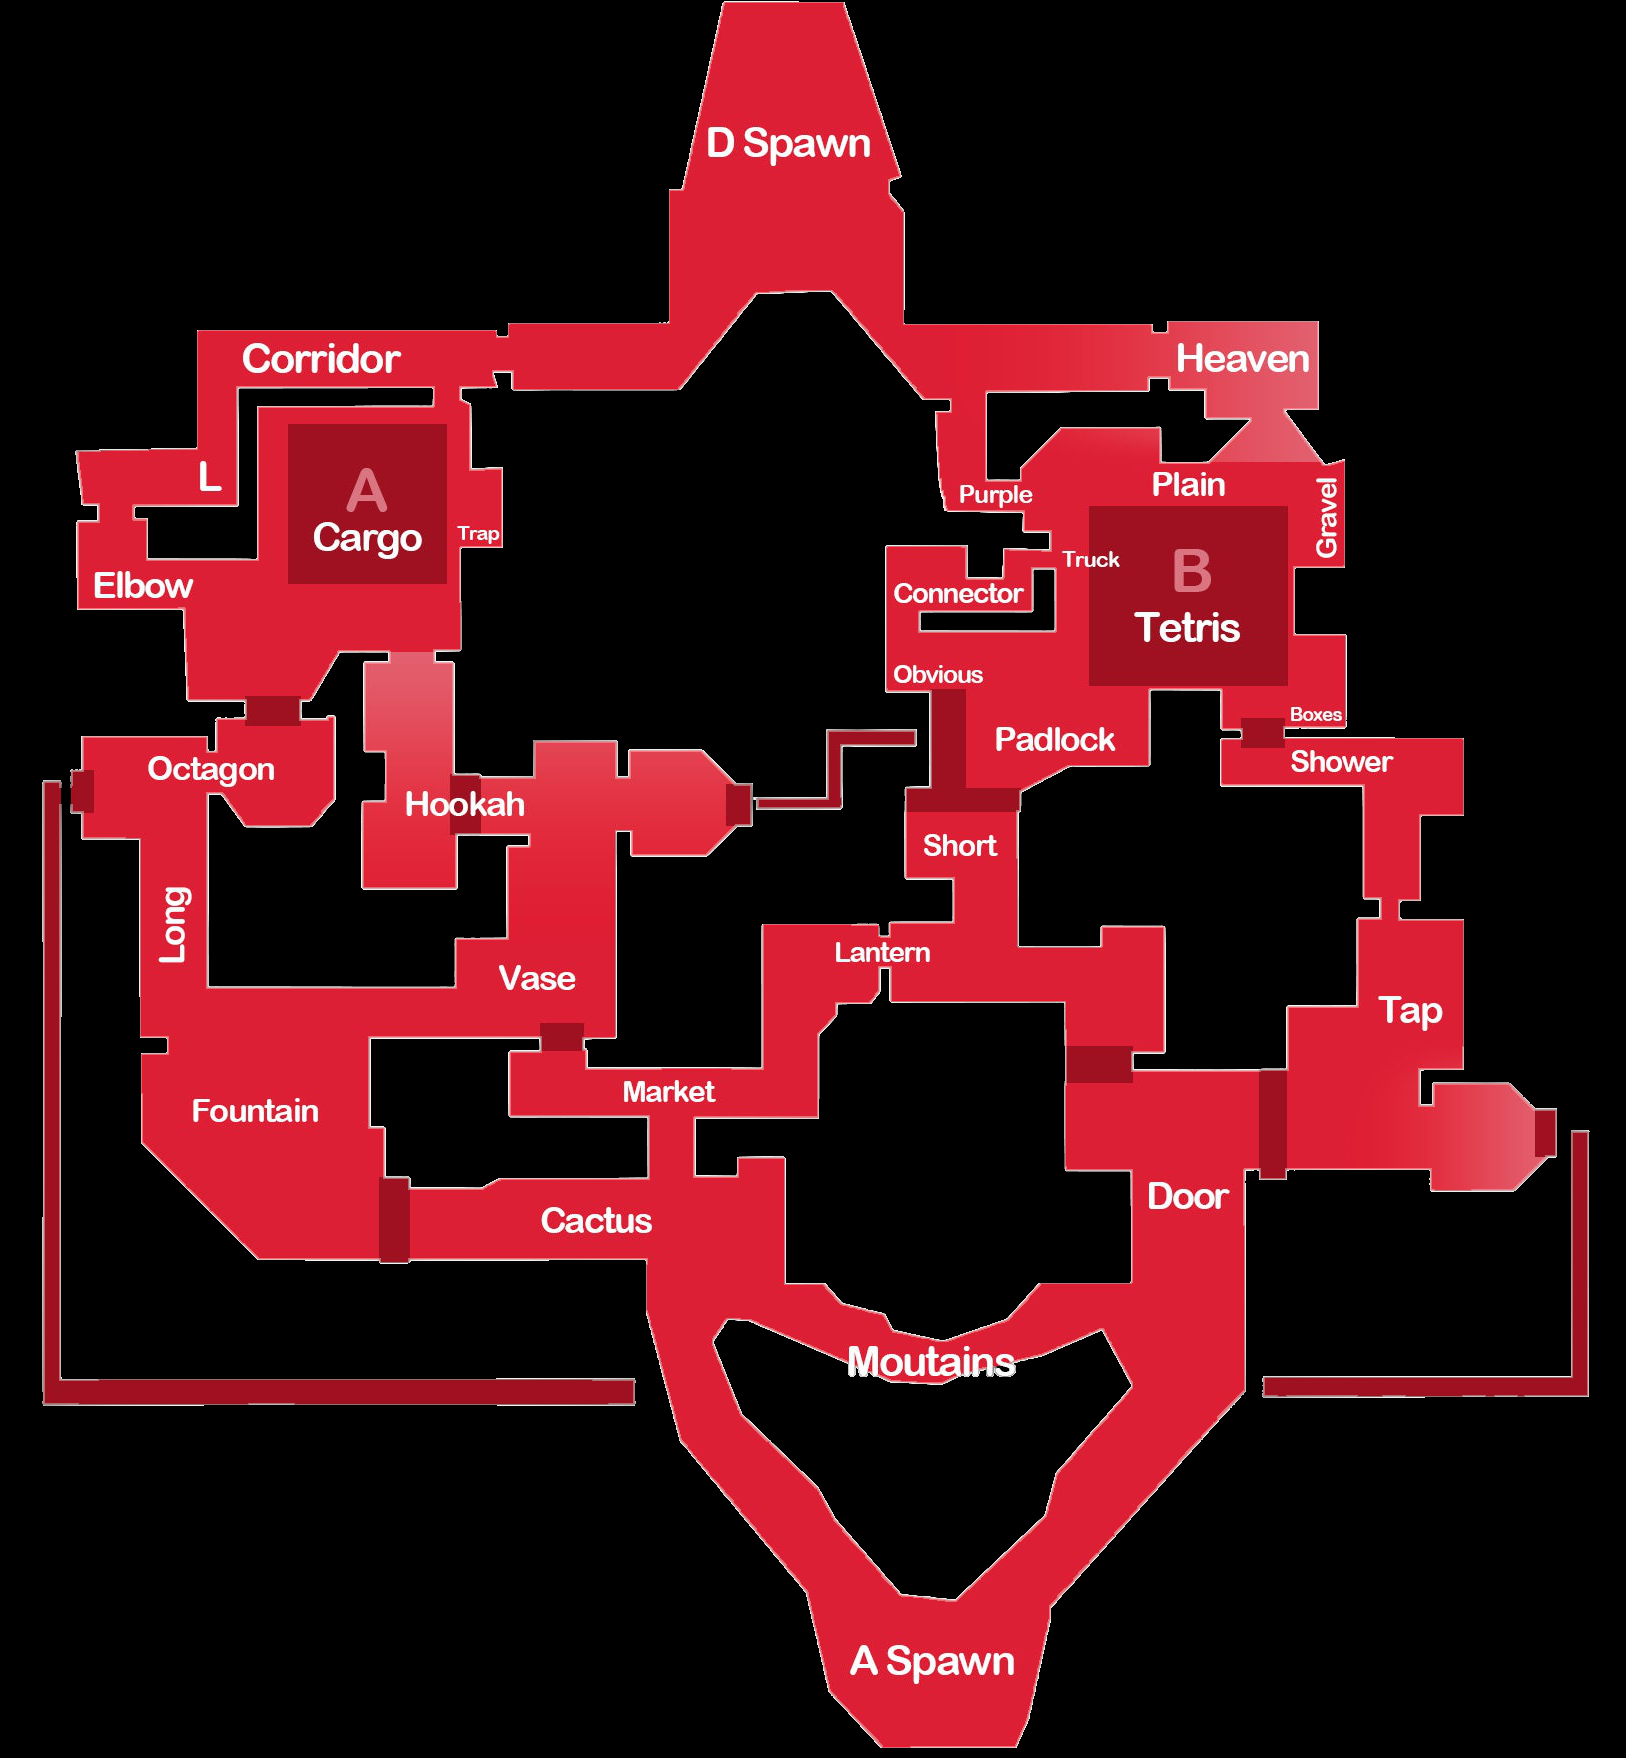 D Spawn
Corridor
Heaven
L
A
Cargo
Trap
Purple
Plain
Gravel
Truck
B
Tetris
Elbow
Connector
Obvious
Boxes
Padlock
Shower
Octagon
Hookah
Short
Long
Lantern
Vase
Tap
Market
Fountain
Door
Cactus
Moutains
A Spawn